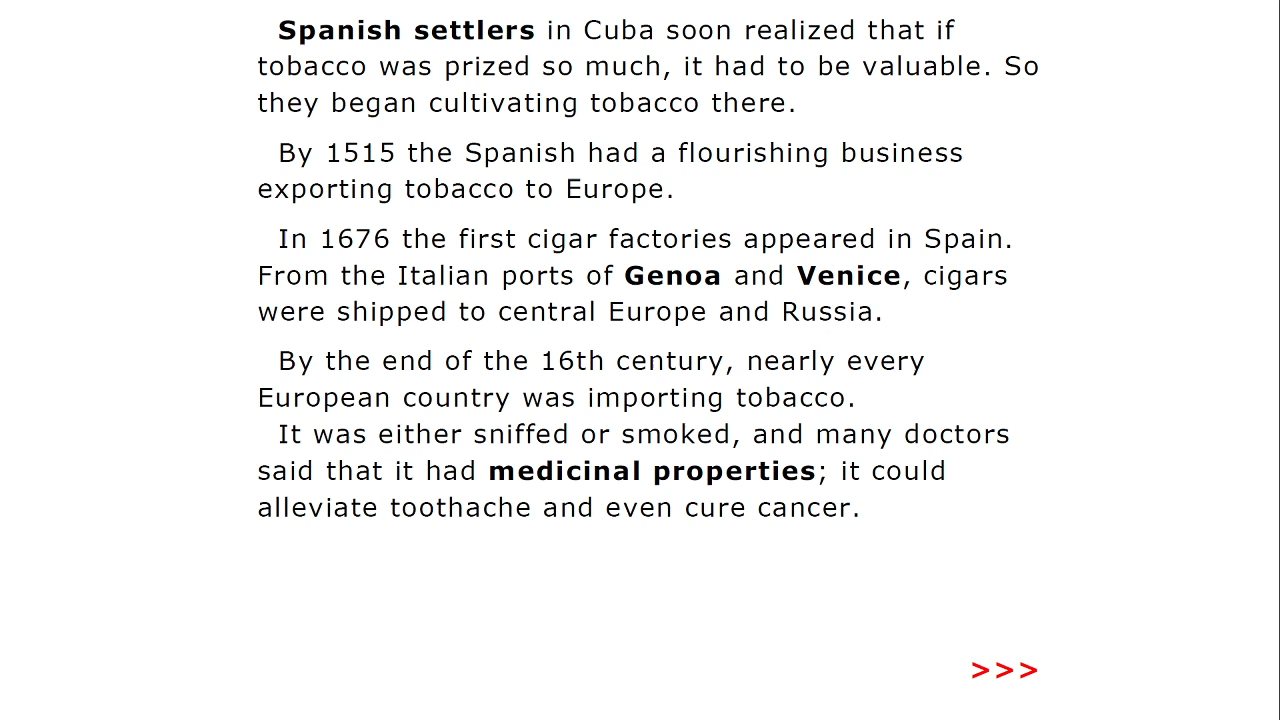 Spanish settlers in Cuba soon realized that if
tobacco was prized so much, it had to be valuable. So
they began cultivating tobacco there.
By 1515 the Spanish had a flourishing business
exporting tobacco to Europe.
In 1676 the first cigar factories appeared in Spain.
From the Italian ports of Genoa and Venice, cigars
were shipped to central Europe and Russia.
By the end of the 16th century, nearly every
European country was importing tobacco.
It was either sniffed or smoked, and many doctors
said that it had medicinal properties; it could
alleviate toothache and even cure cancer.
>>>